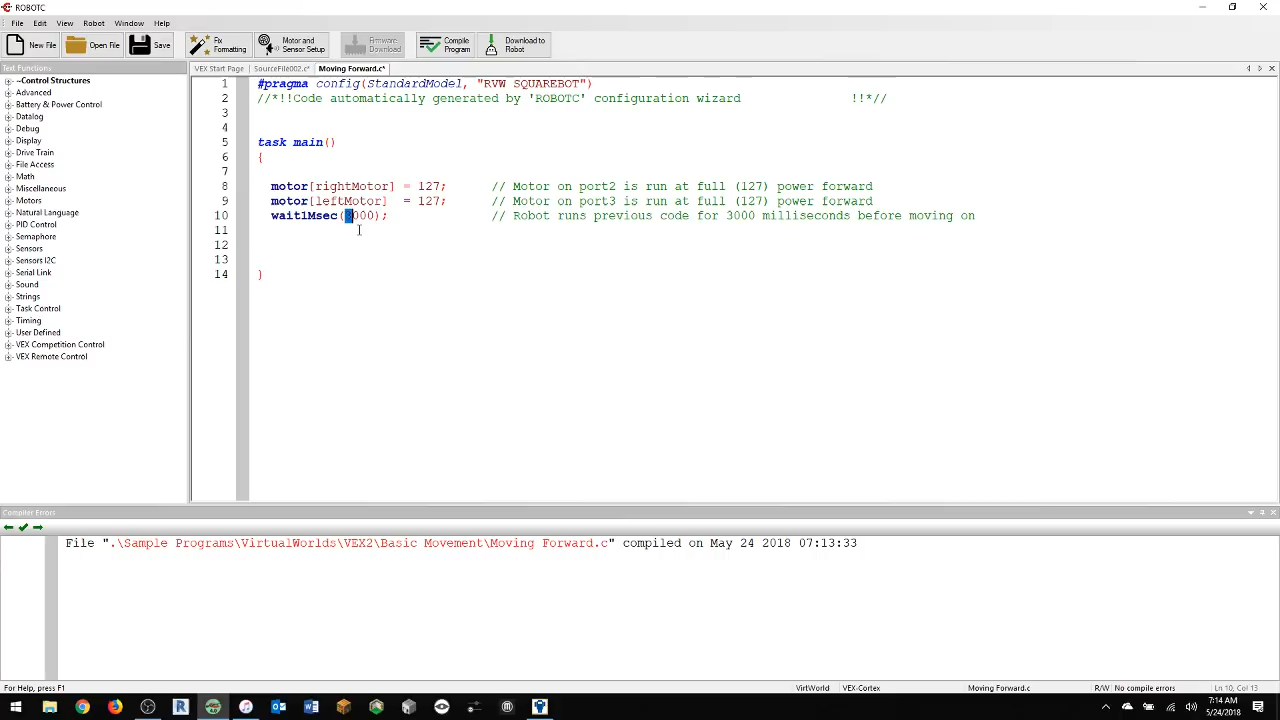 ROBOTC
File Edit View Robot Window Help
New File Open File Save Fix Formatting Motor and Sensor Setup Firmware Download Compile Program Download to Robot
Text Functions
VEX Start Page SourceFile002.c* Moving Forward.c*
~Control Structures
Advanced
Battery & Power Control
Datalog
Debug
Display
Drive Train
File Access
Math
Miscellaneous
Motors
Natural Language
PID Control
Semaphore
Sensors
Sensors I2C
Serial Link
Sound
Strings
Task Control
Timing
User Defined
VEX Competition Control
VEX Remote Control
1 #pragma config(StandardModel, "RVW SQUAREBOT")
2 //*!!Code automatically generated by 'ROBOTC' configuration wizard !!*//
3
4
5 task main()
6 {
7
8 motor[rightMotor] = 127; // Motor on port2 is run at full (127) power forward
9 motor[leftMotor] = 127; // Motor on port3 is run at full (127) power forward
10 wait1Msec(3000); // Robot runs previous code for 3000 milliseconds before moving on
11
12
13
14 }
Compiler Errors
File ".\Sample Programs\VirtualWorlds\VEX2\Basic Movement\Moving Forward.c" compiled on May 24 2018 07:13:33
For Help, press F1 VirtWorld VEX-Cortex Moving Forward.c R/W No compile errors Ln 10, Col 13
7:14 AM
5/24/2018